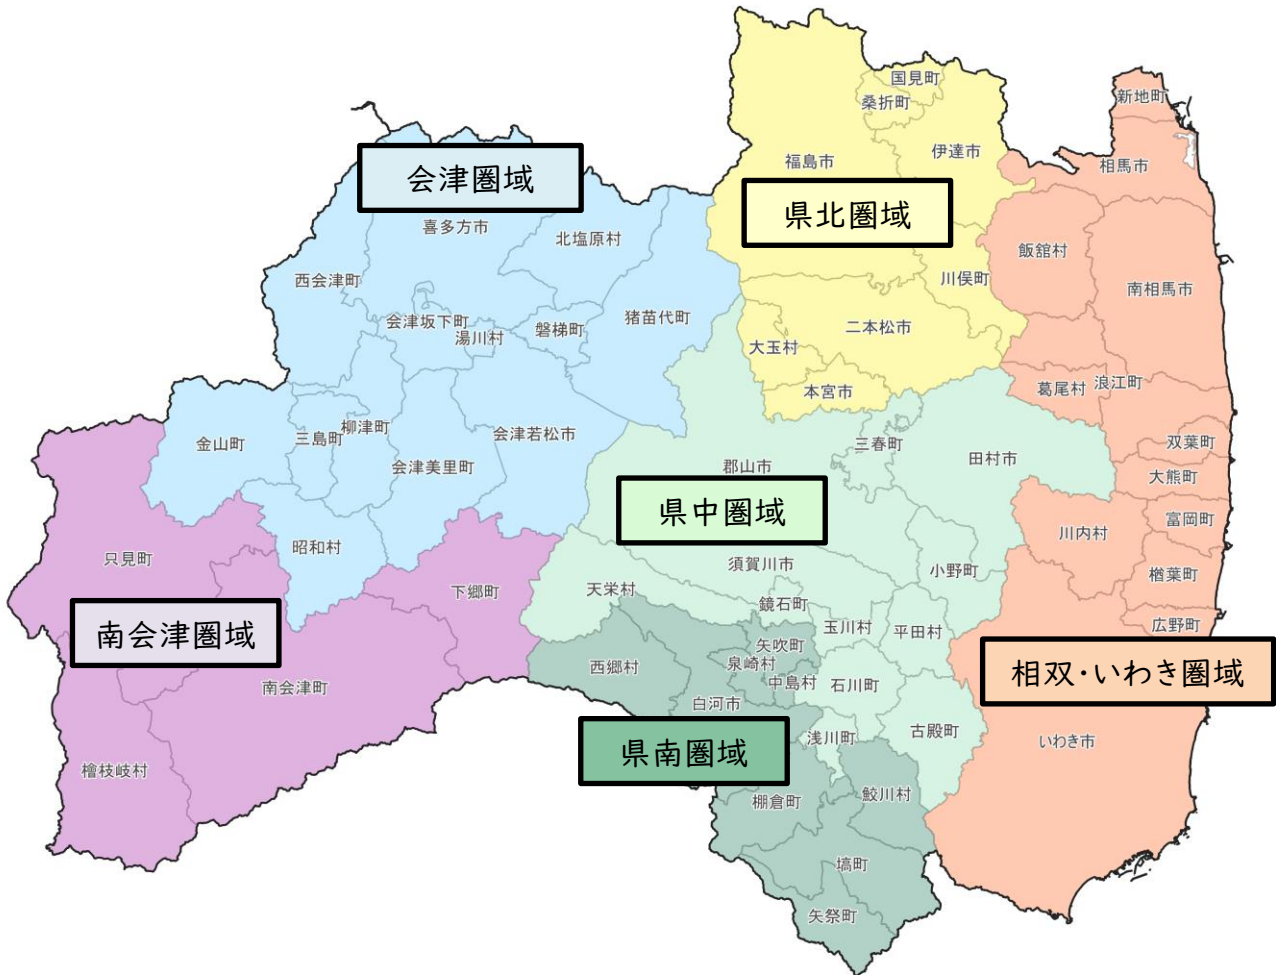 国見町
桑折町
新地町
福島市
伊達市
相馬市
会津圏域
県北圏域
喜多方市
北塩原村
飯舘村
西会津町
川俣町
南相馬市
会津坂下町
湯川村
磐梯町
猪苗代町
二本松市
大玉村
本宮市
葛尾村
浪江町
金山町
三島町
柳津町
会津若松市
三春町
双葉町
会津美里町
郡山市
田村市
大熊町
県中圏域
富岡町
川内村
昭和村
只見町
須賀川市
小野町
楢葉町
下郷町
天栄村
鏡石町
玉川村
平田村
広野町
南会津圏域
矢吹町
泉崎村
西郷村
中島村
石川町
相双・いわき圏域
南会津町
白河市
古殿町
浅川町
いわき市
県南圏域
檜枝岐村
棚倉町
鮫川村
塙町
矢祭町